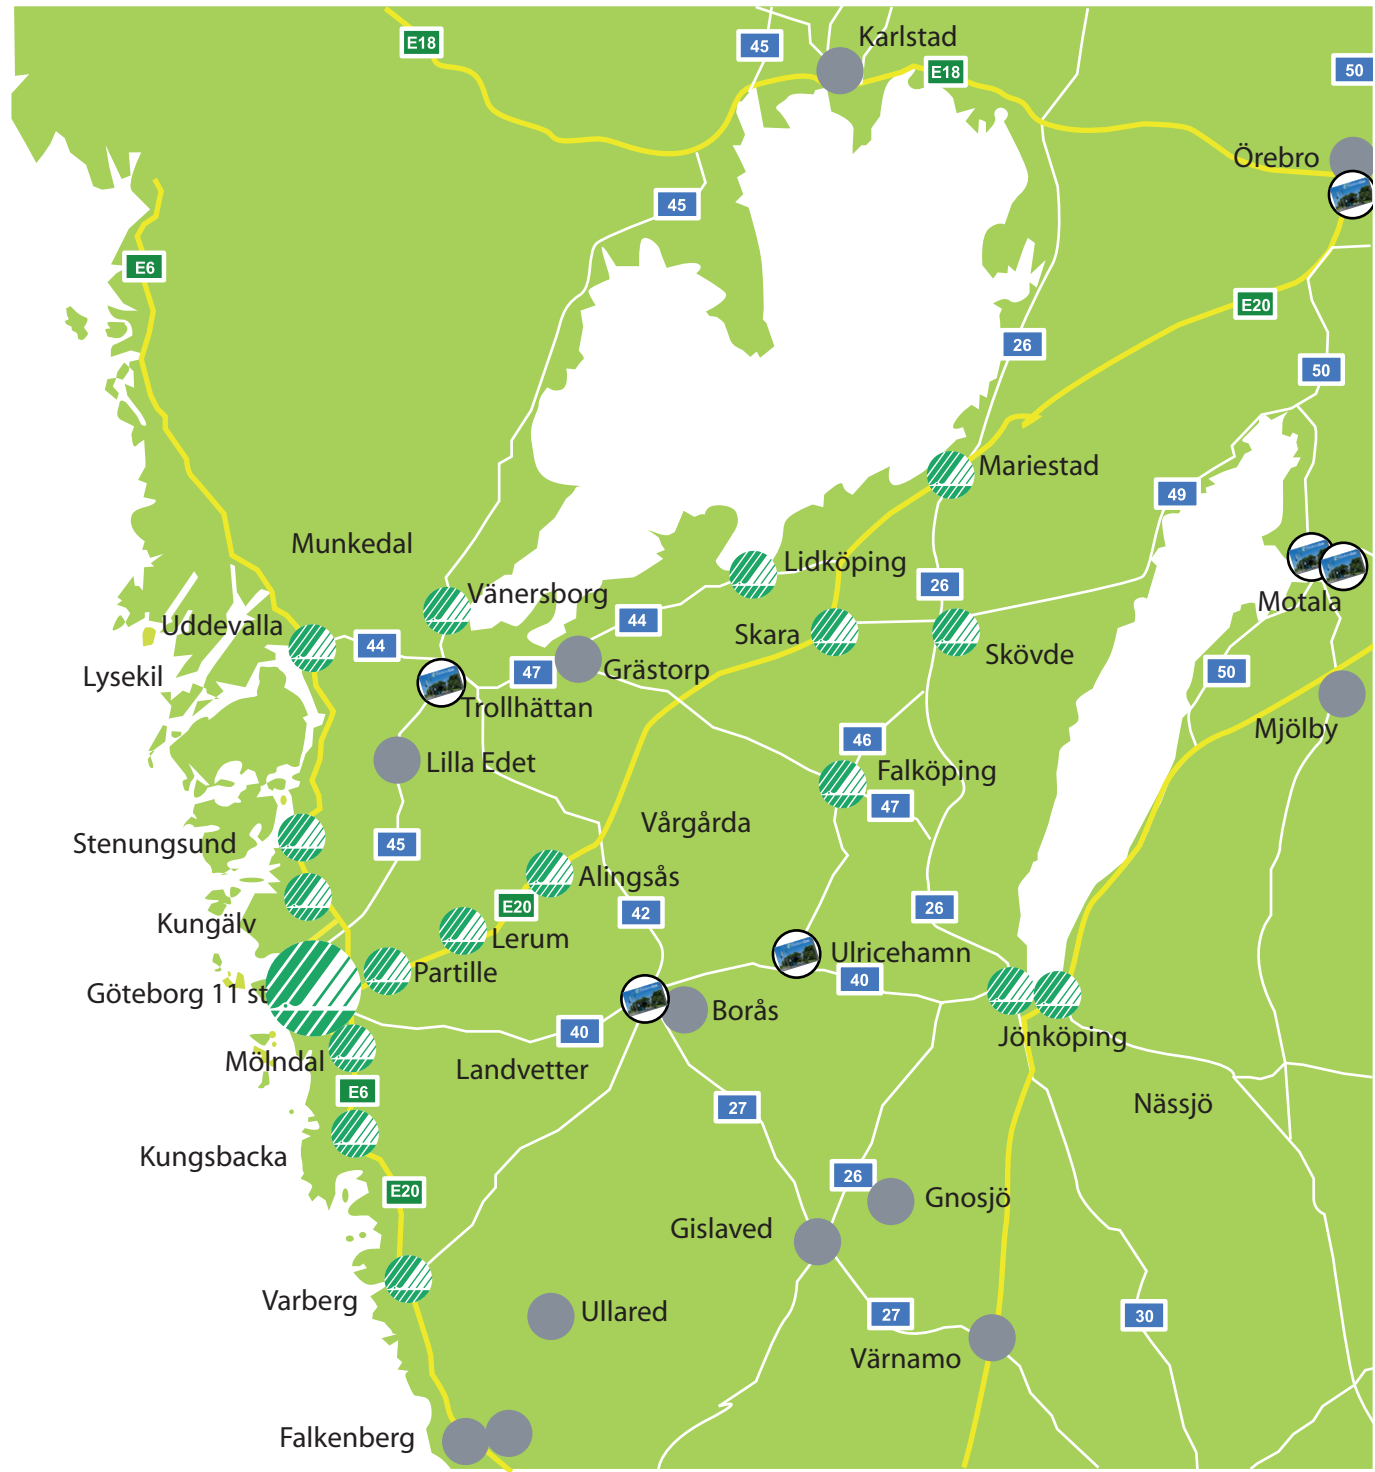 Karlstad
E18
45
E18
50
Örebro
45
E6
E20
26
50
Mariestad
49
Munkedal
Lidköping
Vänersborg
26
Motala
Uddevalla
44
Skara
Skövde
44
Lysekil
47
Grästorp
50
Trollhättan
Mjölby
46
Lilla Edet
Falköping
47
Vårgårda
Stenungsund
45
Alingsås
E20
42
26
Kungälv
Lerum
Ulricehamn
Partille
40
Göteborg 11 st
Borås
40
Jönköping
Mölndal
Landvetter
E6
27
Nässjö
Kungsbacka
26
E20
Gnosjö
Gislaved
Varberg
Ullared
27
30
Värnamo
Falkenberg